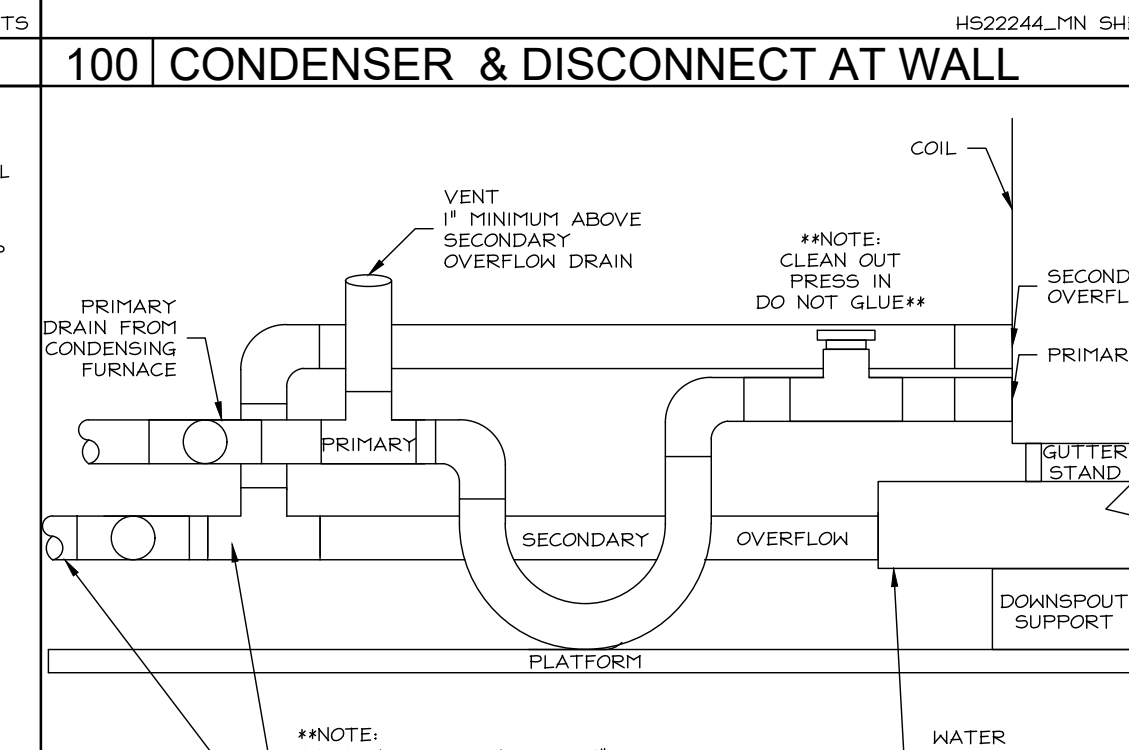 TS
HS22244_MN
100 CONDENSER & DISCONNECT AT WALL
COIL
VENT
1" MINIMUM ABOVE
SECONDARY
OVERFLOW DRAIN
**NOTE:
CLEAN OUT
PRESS IN
DO NOT GLUE**
SECOND
OVERFL
PRIMARY
DRAIN FROM
CONDENSING
FURNACE
PRIMAR
PRIMARY
GUTTER
STAND
SECONDARY
OVERFLOW
DOWNSPOUT
SUPPORT
PLATFORM
**NOTE:
WATER